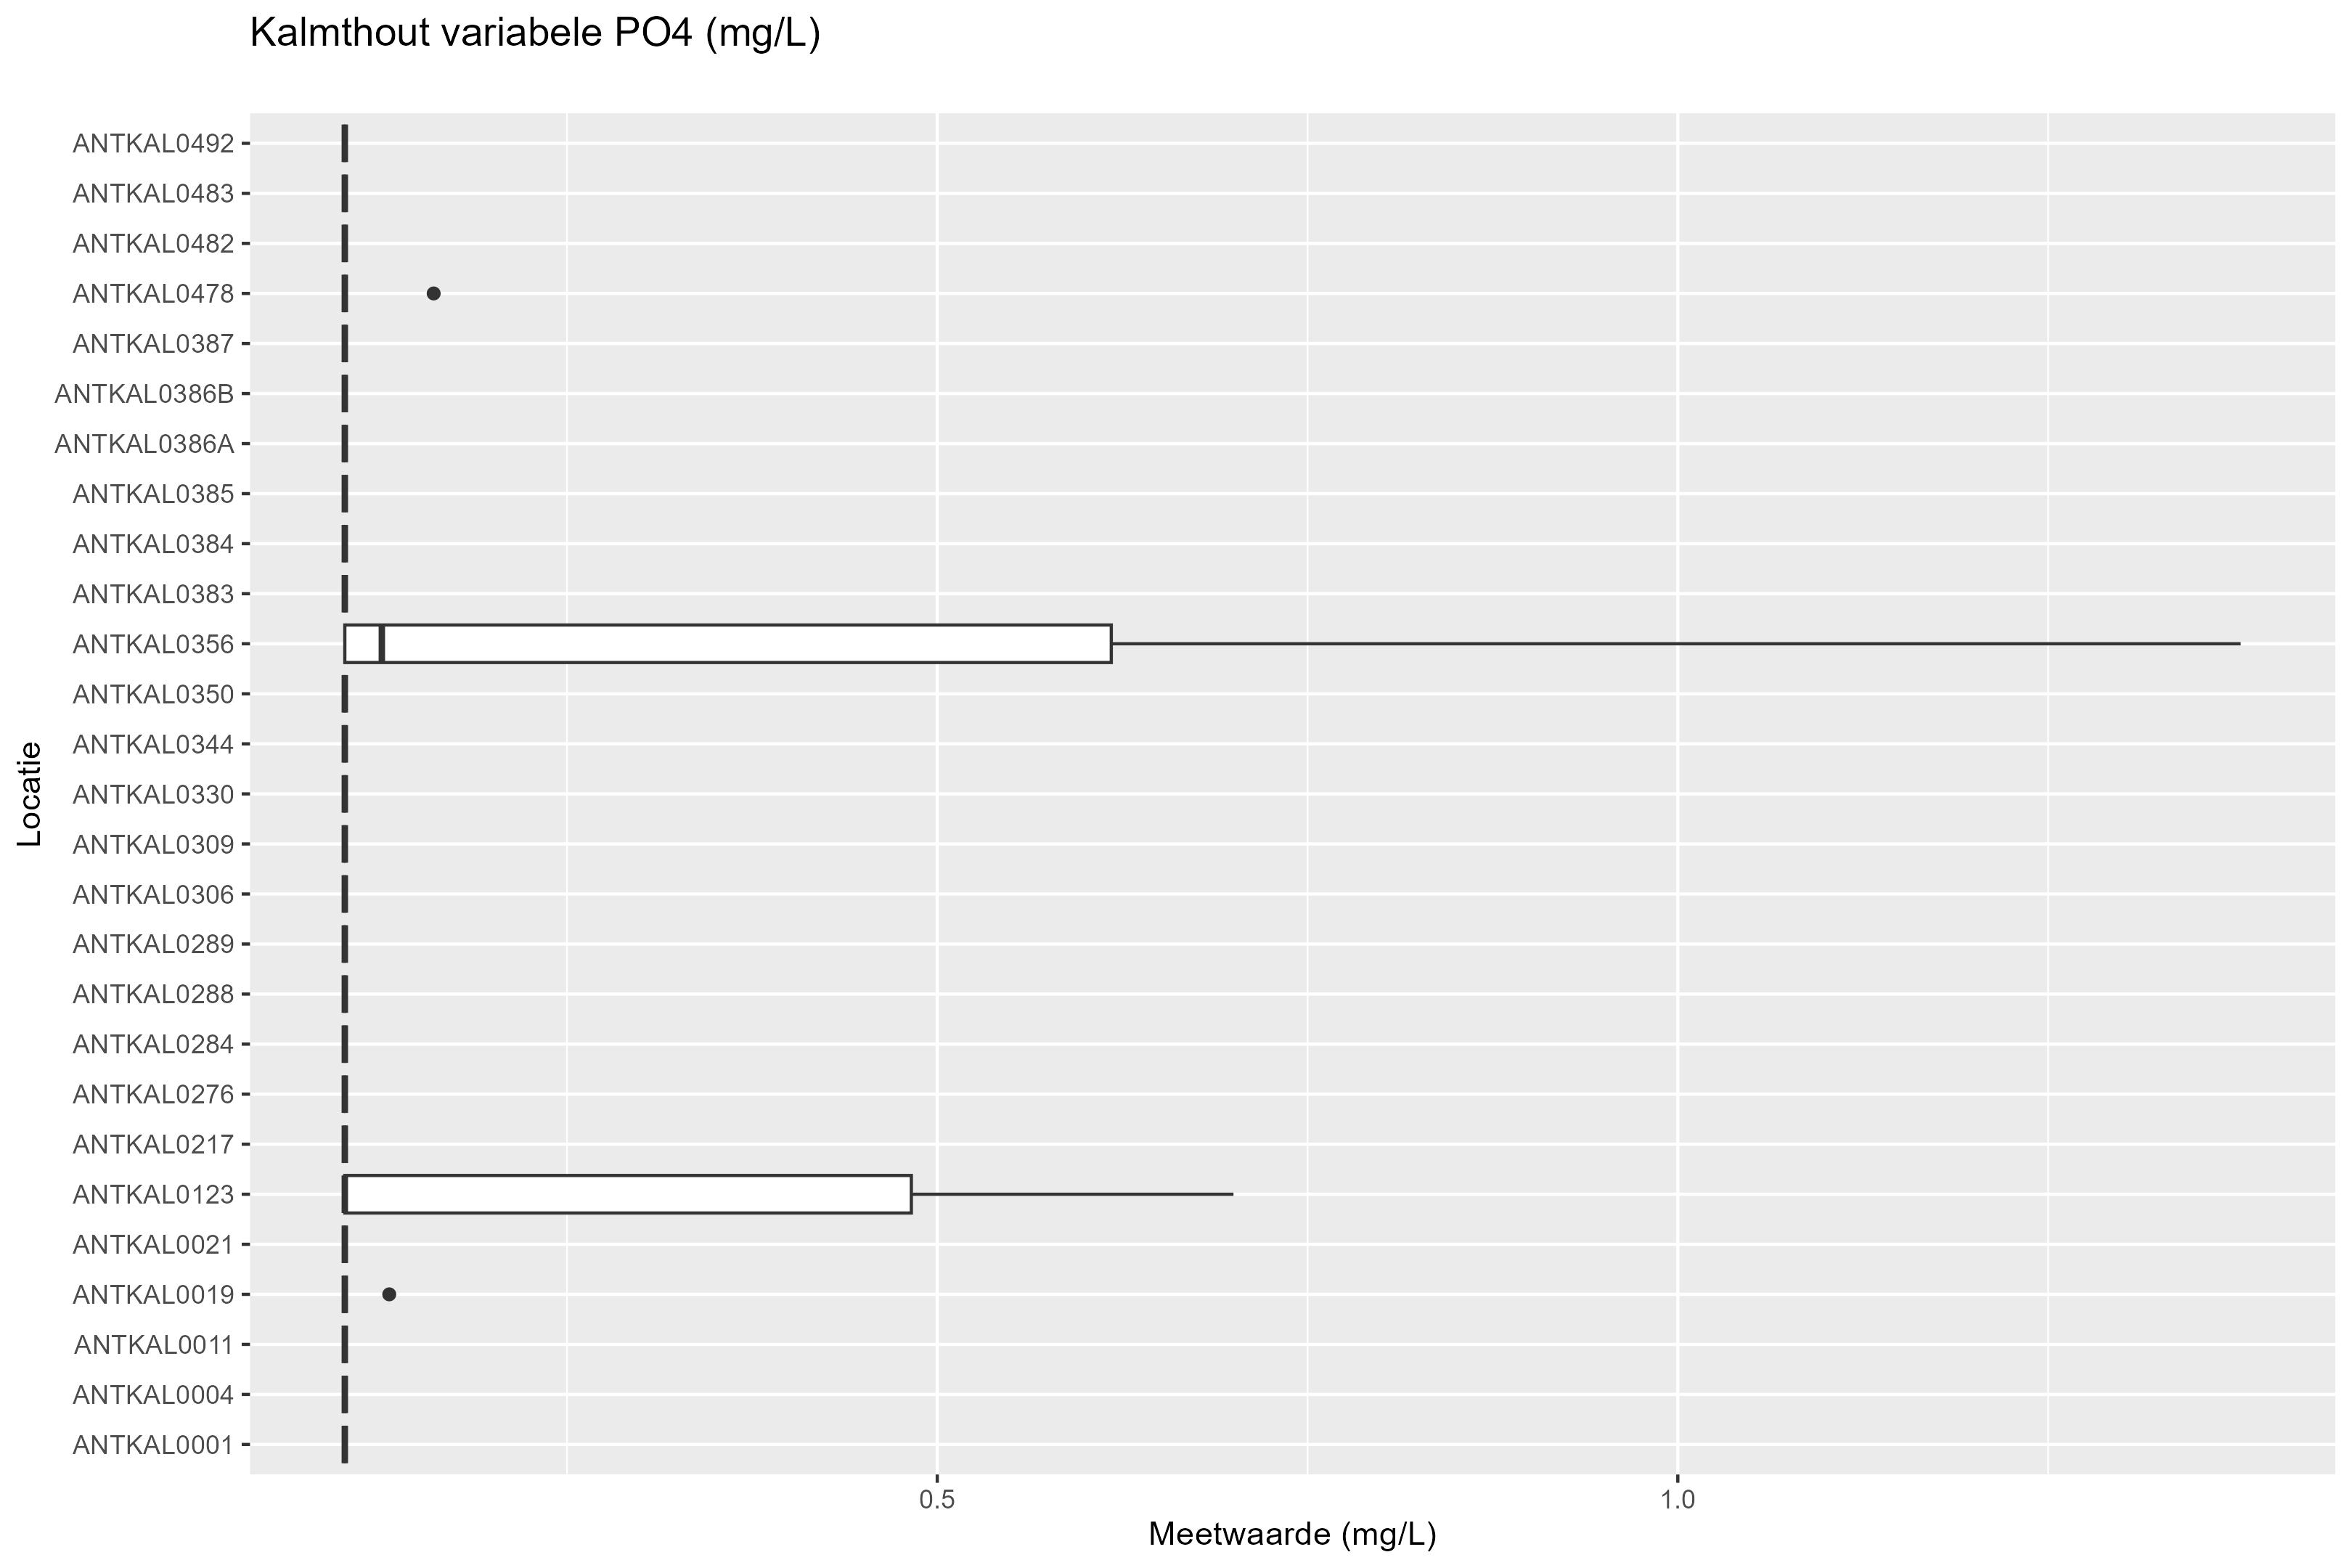 Kalmthout variabele PO4 (mg/L)
Locatie
ANTKAL0492
ANTKAL0483
ANTKAL0482
ANTKAL0478
ANTKAL0387
ANTKAL0386B
ANTKAL0386A
ANTKAL0385
ANTKAL0384
ANTKAL0383
ANTKAL0356
ANTKAL0350
ANTKAL0344
ANTKAL0330
ANTKAL0309
ANTKAL0306
ANTKAL0289
ANTKAL0288
ANTKAL0284
ANTKAL0276
ANTKAL0217
ANTKAL0123
ANTKAL0021
ANTKAL0019
ANTKAL0011
ANTKAL0004
ANTKAL0001
0.5 1.0
Meetwaarde (mg/L)